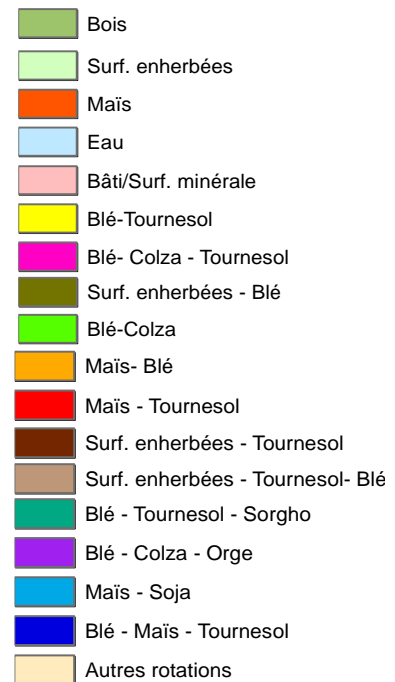 Bois
Surf. enherbées
Maïs
Eau
Bâti/Surf. minérale
Blé-Tournesol
Blé- Colza - Tournesol
Surf. enherbées - Blé
Blé-Colza
Maïs- Blé
Maïs - Tournesol
Surf. enherbées - Tournesol
Surf. enherbées - Tournesol- Blé
Blé - Tournesol - Sorgho
Blé - Colza - Orge
Maïs - Soja
Blé - Maïs - Tournesol
Autres rotations